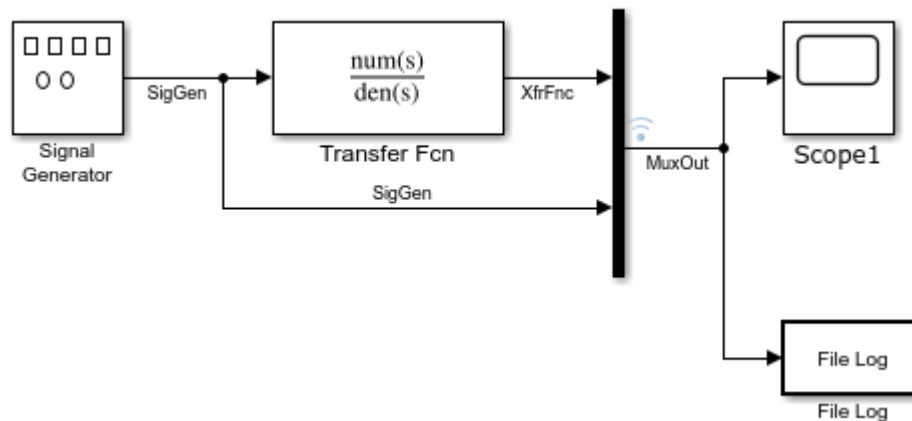 SigGen
Signal
Generator
num(s)
den(s)
Transfer Fcn
XfrFnc
SigGen
MuxOut
Scope1
File Log
File Log